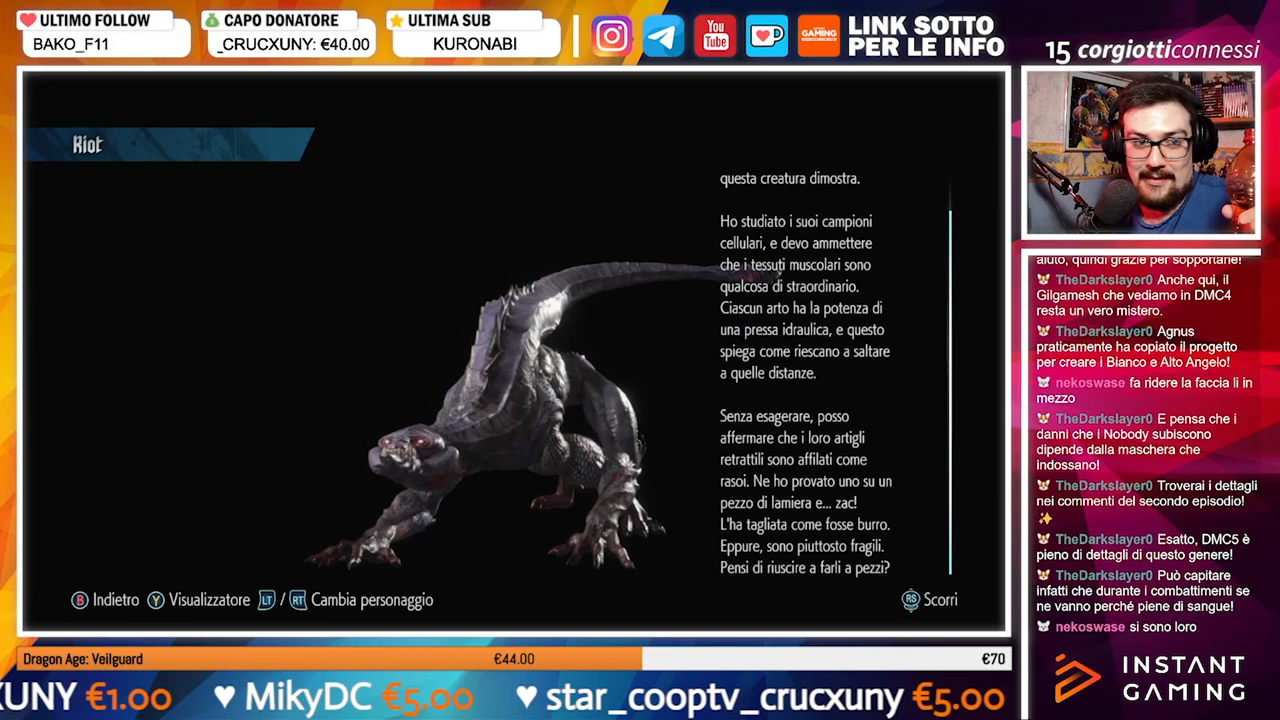 ULTIMO FOLLOW
BAKO_F11
CAPO DONATORE
_CRUCXUNY: €40.00
ULTIMA SUB
KURONABI
You
Tube
GAMING
LINK SOTTO
PER LE INFO
15 corgiotticonnessi
Riot
questa creatura dimostra.
Ho studiato i suoi campioni
cellulari, e devo ammettere
che i tessuti muscolari sono
qualcosa di straordinario.
Ciascun arto ha la potenza di
una pressa idraulica, e questo
spiega come riescano a saltare
a quelle distanze.
Senza esagerare, posso
affermare che i loro artigli
retrattili sono affilati come
rasoi. Ne ho provato uno su un
pezzo di lamiera e... zac!
L'ha tagliata come fosse burro.
Eppure, sono piuttosto fragili.
Pensi di riuscire a farli a pezzi?
B Indietro Y Visualizzatore LT / RT Cambia personaggio
RS Scorri
aiuto, quindi grazie per sopportarle!
TheDarkslayer0 Anche qui, il
Gilgamesh che vediamo in DMC4
resta un vero mistero.
TheDarkslayer0 Agnus
praticamente ha copiato il progetto
per creare i Bianco e Alto Angelo!
nekoswase fa ridere la faccia li in
mezzo
TheDarkslayer0 E pensa che i
danni che i Nobody subiscono
dipende dalla maschera che
indossano!
TheDarkslayer0 Troverai i dettagli
nei commenti del secondo episodio!
✨
TheDarkslayer0 Esatto, DMC5 è
pieno di dettagli di questo genere!
TheDarkslayer0 Può capitare
infatti che durante i combattimenti se
ne vanno perché piene di sangue!
nekoswase si sono loro
INSTANT
GAMING
Dragon Age: Veilguard €44.00 €70
XUNY €1.00 ♥ MikyDC €5.00 ♥ star_cooptv_crucxuny €5.00